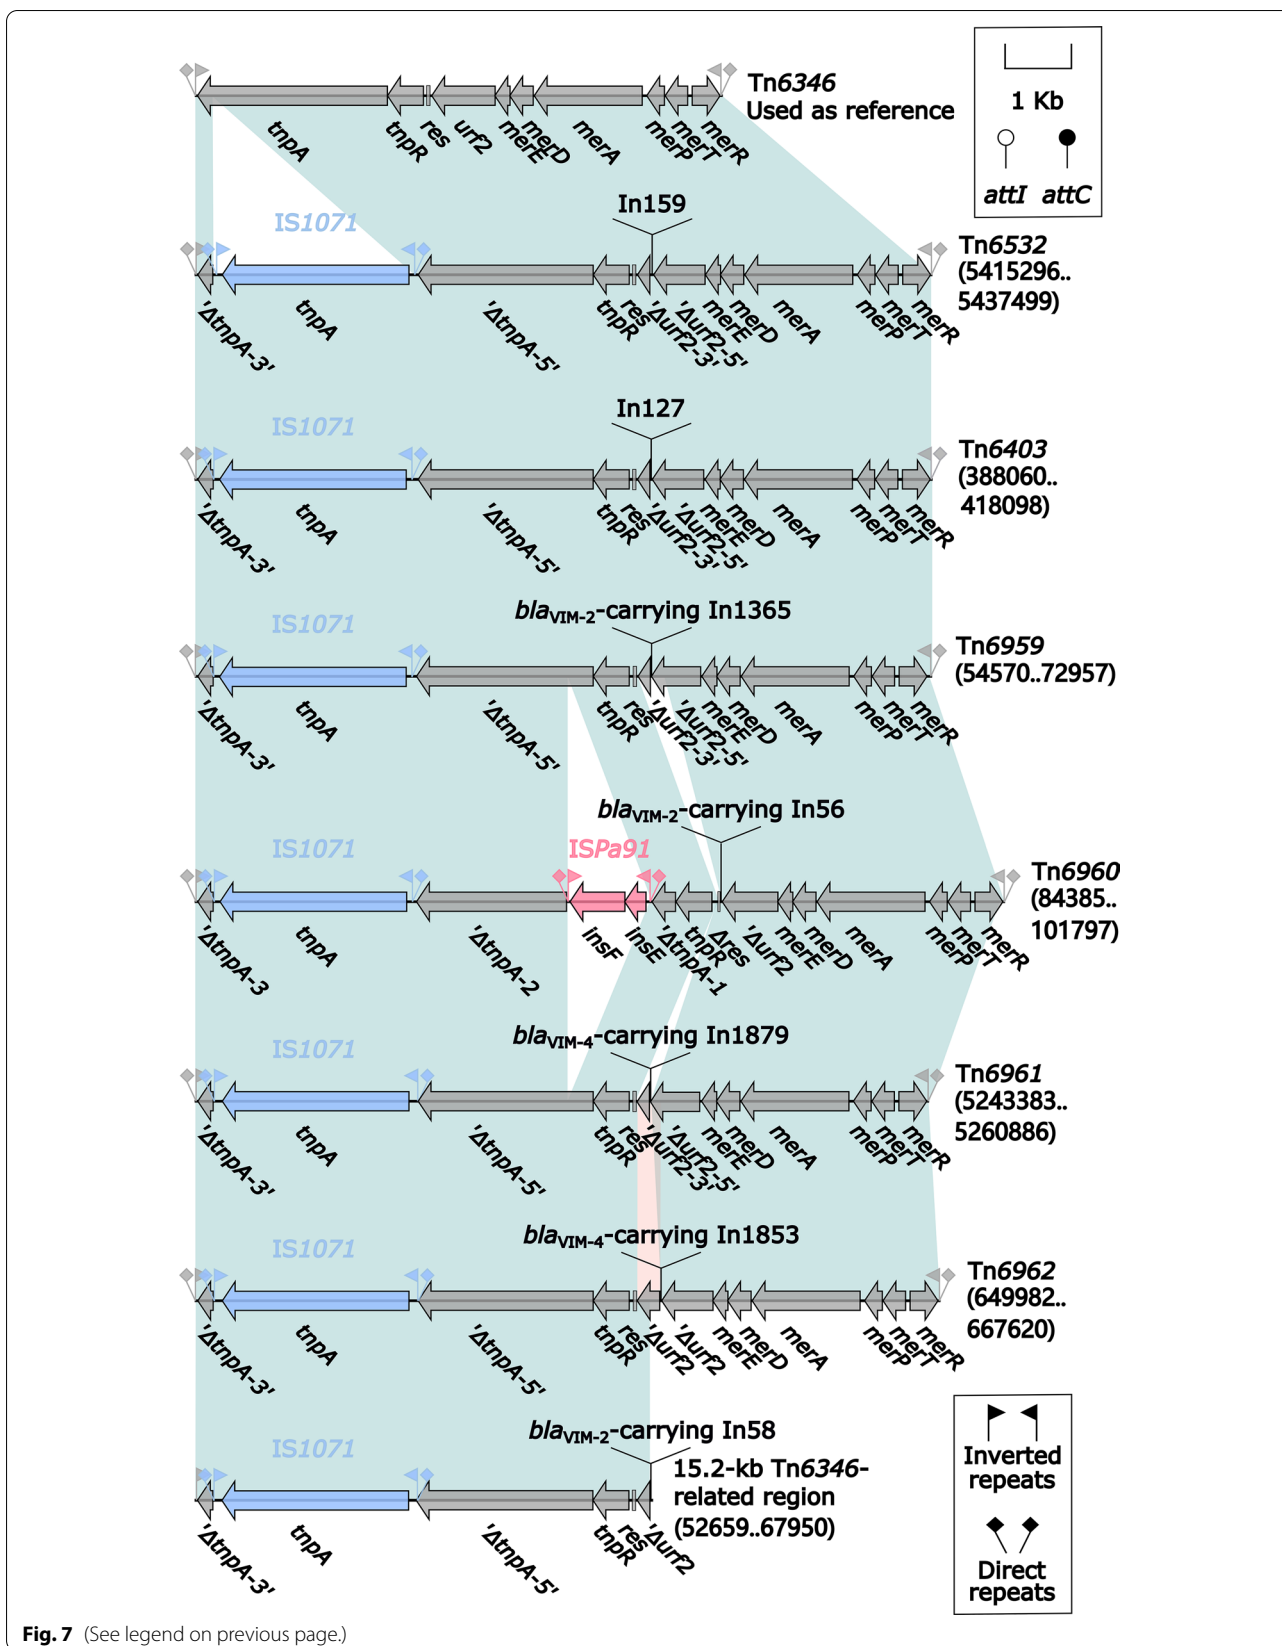 Tn6346
Used as reference
tnpA tnpR res urf2 merE merD merA merP merT merR
1 Kb
attI attC
IS1071
In159
Tn6532
(5415296..
5437499)
'ΔtnpA-3' tnpA 'ΔtnpA-5' tnpR res 'Δurf2-3' 'Δurf2-5' merE merD merA merP merT merR
IS1071
In127
Tn6403
(388060..
418098)
'ΔtnpA-3' tnpA 'ΔtnpA-5' tnpR res 'Δurf2-3' 'Δurf2-5' merE merD merA merP merT merR
IS1071
blaVIM-2-carrying In1365
Tn6959
(54570..72957)
'ΔtnpA-3' tnpA 'ΔtnpA-5' tnpR res 'Δurf2-3' 'Δurf2-5' merE merD merA merP merT merR
IS1071
ISPa91
blaVIM-2-carrying In56
Tn6960
(84385..
101797)
'ΔtnpA-3 tnpA 'ΔtnpA-2 insF insE 'ΔtnpA-1 tnpR Δres 'Δurf2 merE merD merA merP merT merR
IS1071
blaVIM-4-carrying In1879
Tn6961
(5243383..
5260886)
'ΔtnpA-3' tnpA 'ΔtnpA-5' tnpR res 'Δurf2-3' 'Δurf2-5' merE merD merA merP merT merR
IS1071
blaVIM-4-carrying In1853
Tn6962
(649982..
667620)
'ΔtnpA-3' tnpA 'ΔtnpA-5' tnpR res 'Δurf2 'Δurf2 merE merD merA merP merT merR
IS1071
blaVIM-2-carrying In58
15.2-kb Tn6346-
related region
(52659..67950)
'ΔtnpA-3' tnpA 'ΔtnpA-5' tnpR res 'Δurf2
Inverted
repeats
Direct
repeats
Fig. 7 (See legend on previous page.)